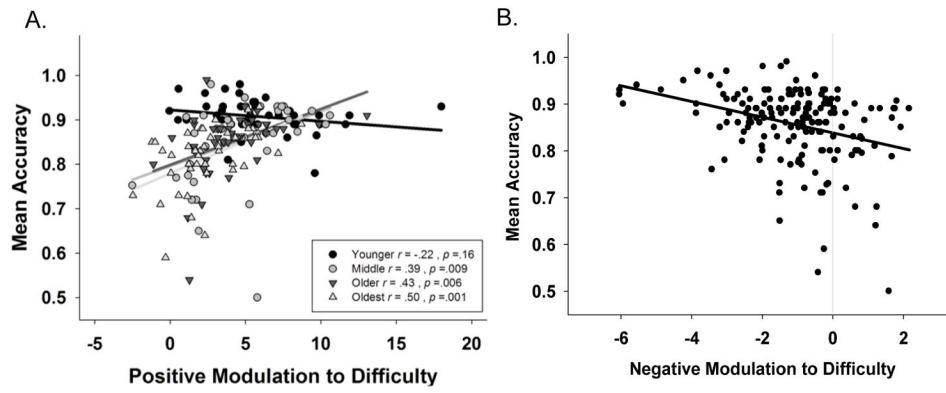 A.
Mean Accuracy
1.0
0.9
0.8
0.7
0.6
0.5
Younger r = -.22 , p =.16
Middle r = .39 , p =.009
Older r = .43 , p =.006
Oldest r = .50 , p =.001
-5 0 5 10 15 20
Positive Modulation to Difficulty
B.
Mean Accuracy
1.0
0.9
0.8
0.7
0.6
0.5
-6 -4 -2 0 2
Negative Modulation to Difficulty